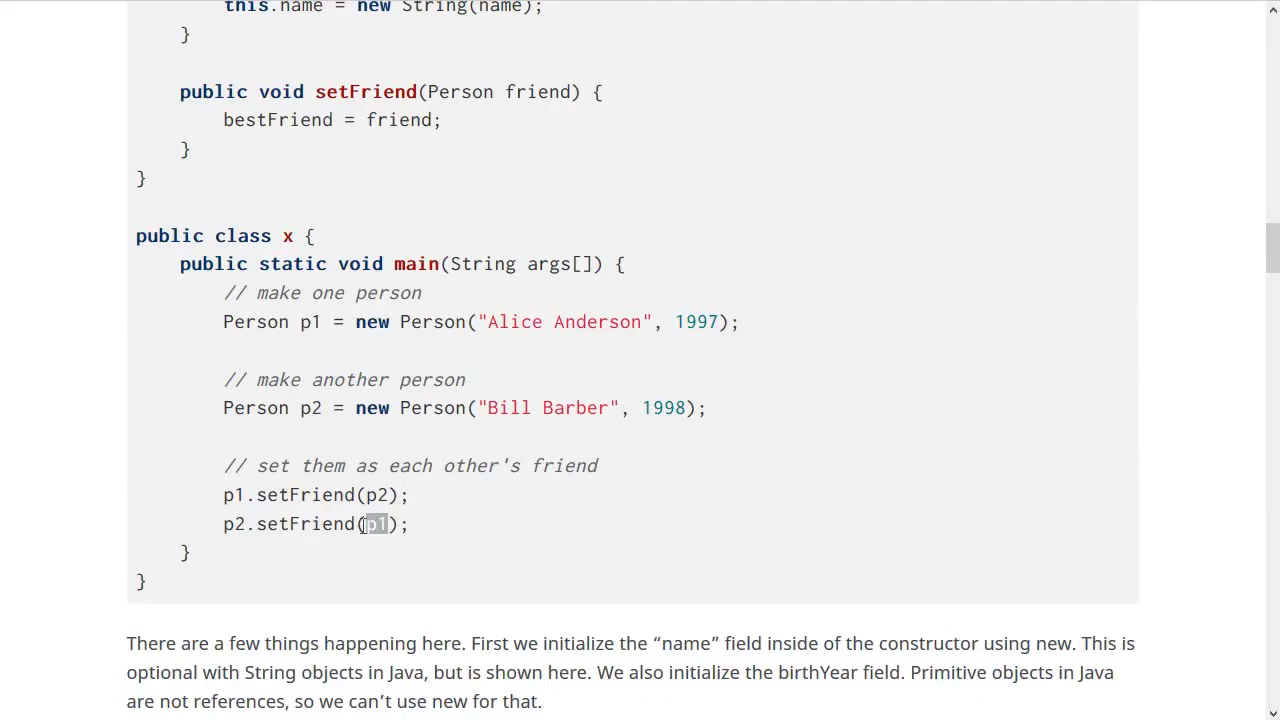 this.name = new String(name);
}
public void setFriend(Person friend) {
bestFriend = friend;
}
}
public class x {
public static void main(String args[]) {
// make one person
Person p1 = new Person("Alice Anderson", 1997);
// make another person
Person p2 = new Person("Bill Barber", 1998);
// set them as each other's friend
p1.setFriend(p2);
p2.setFriend(p1);
}
}
There are a few things happening here. First we initialize the “name” field inside of the constructor using new. This is
optional with String objects in Java, but is shown here. We also initialize the birthYear field. Primitive objects in Java
are not references, so we can’t use new for that.